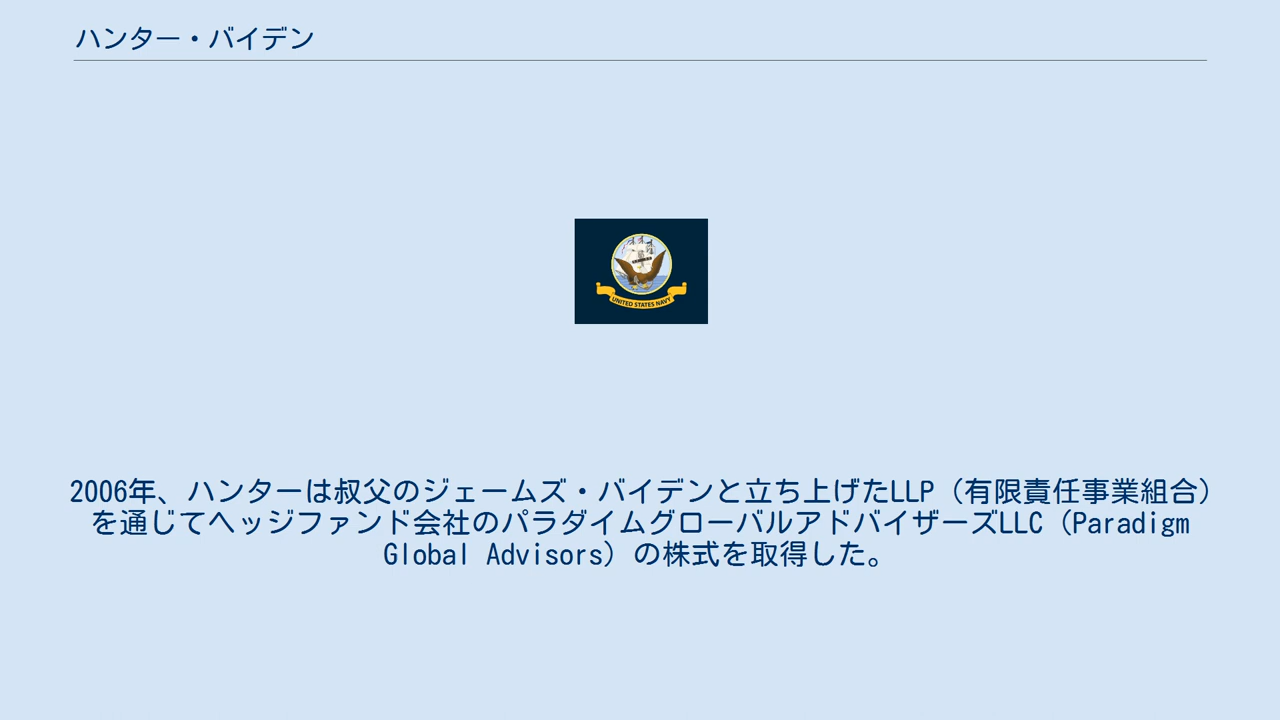 ハンター・バイデン
UNITED STATES NAVY
2006年、ハンターは叔父のジェームズ・バイデンと立ち上げたLLP（有限責任事業組合）
を通じてヘッジファンド会社のパラダイムグローバルアドバイザーズLLC（Paradigm
Global Advisors）の株式を取得した。